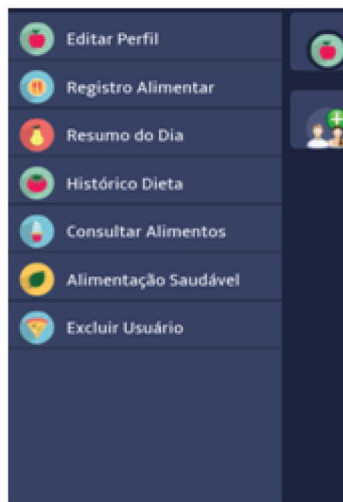 Editar Perfil
Registro Alimentar
Resumo do Dia
Histórico Dieta
Consultar Alimentos
Alimentação Saudável
Excluir Usuário